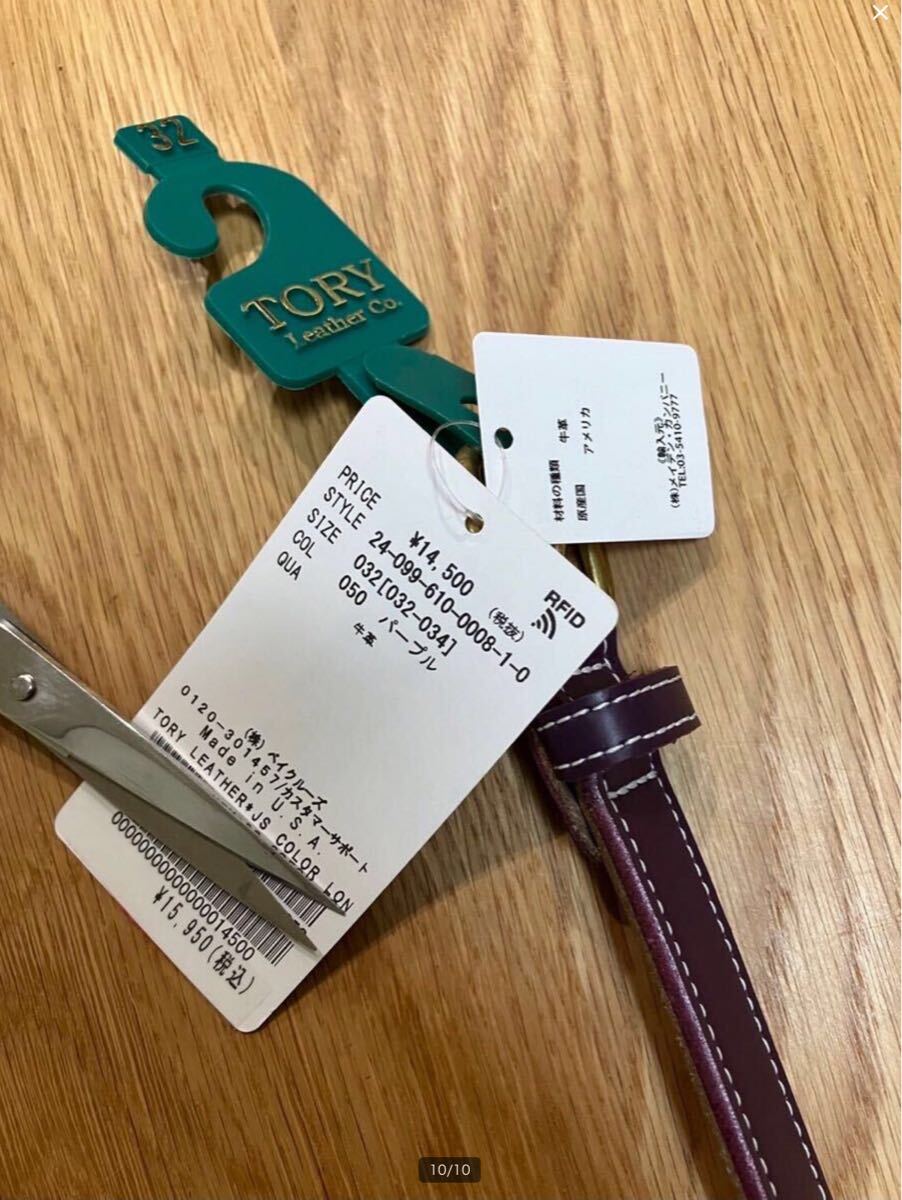 32
TORY
Leather Co.
材料の種類 牛革
原産国 アメリカ
《輸入元》
(株)メイデン・カンパニー
TEL:03-5410-9777
RFID
PRICE ¥14,500 (税抜)
STYLE 24-099-610-0008-1-0
SIZE 032[032-034]
COL 050 パープル
QUA 牛革
(株) ベイクルーズ
0120-301457/カスタマーサポート
Made in U.S.A.
TORY LEATHER*JS COLOR LON
¥15,950(税込)
10/10